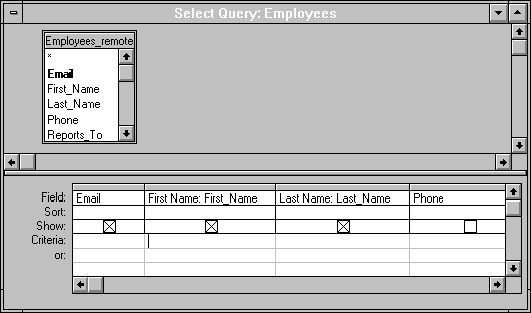 Select Query: Employees
Employees_remote
*
Email
First_Name
Last_Name
Phone
Reports_To
Field: Email First Name: First_Name Last Name: Last_Name Phone
Sort:
Show:
Criteria:
or: